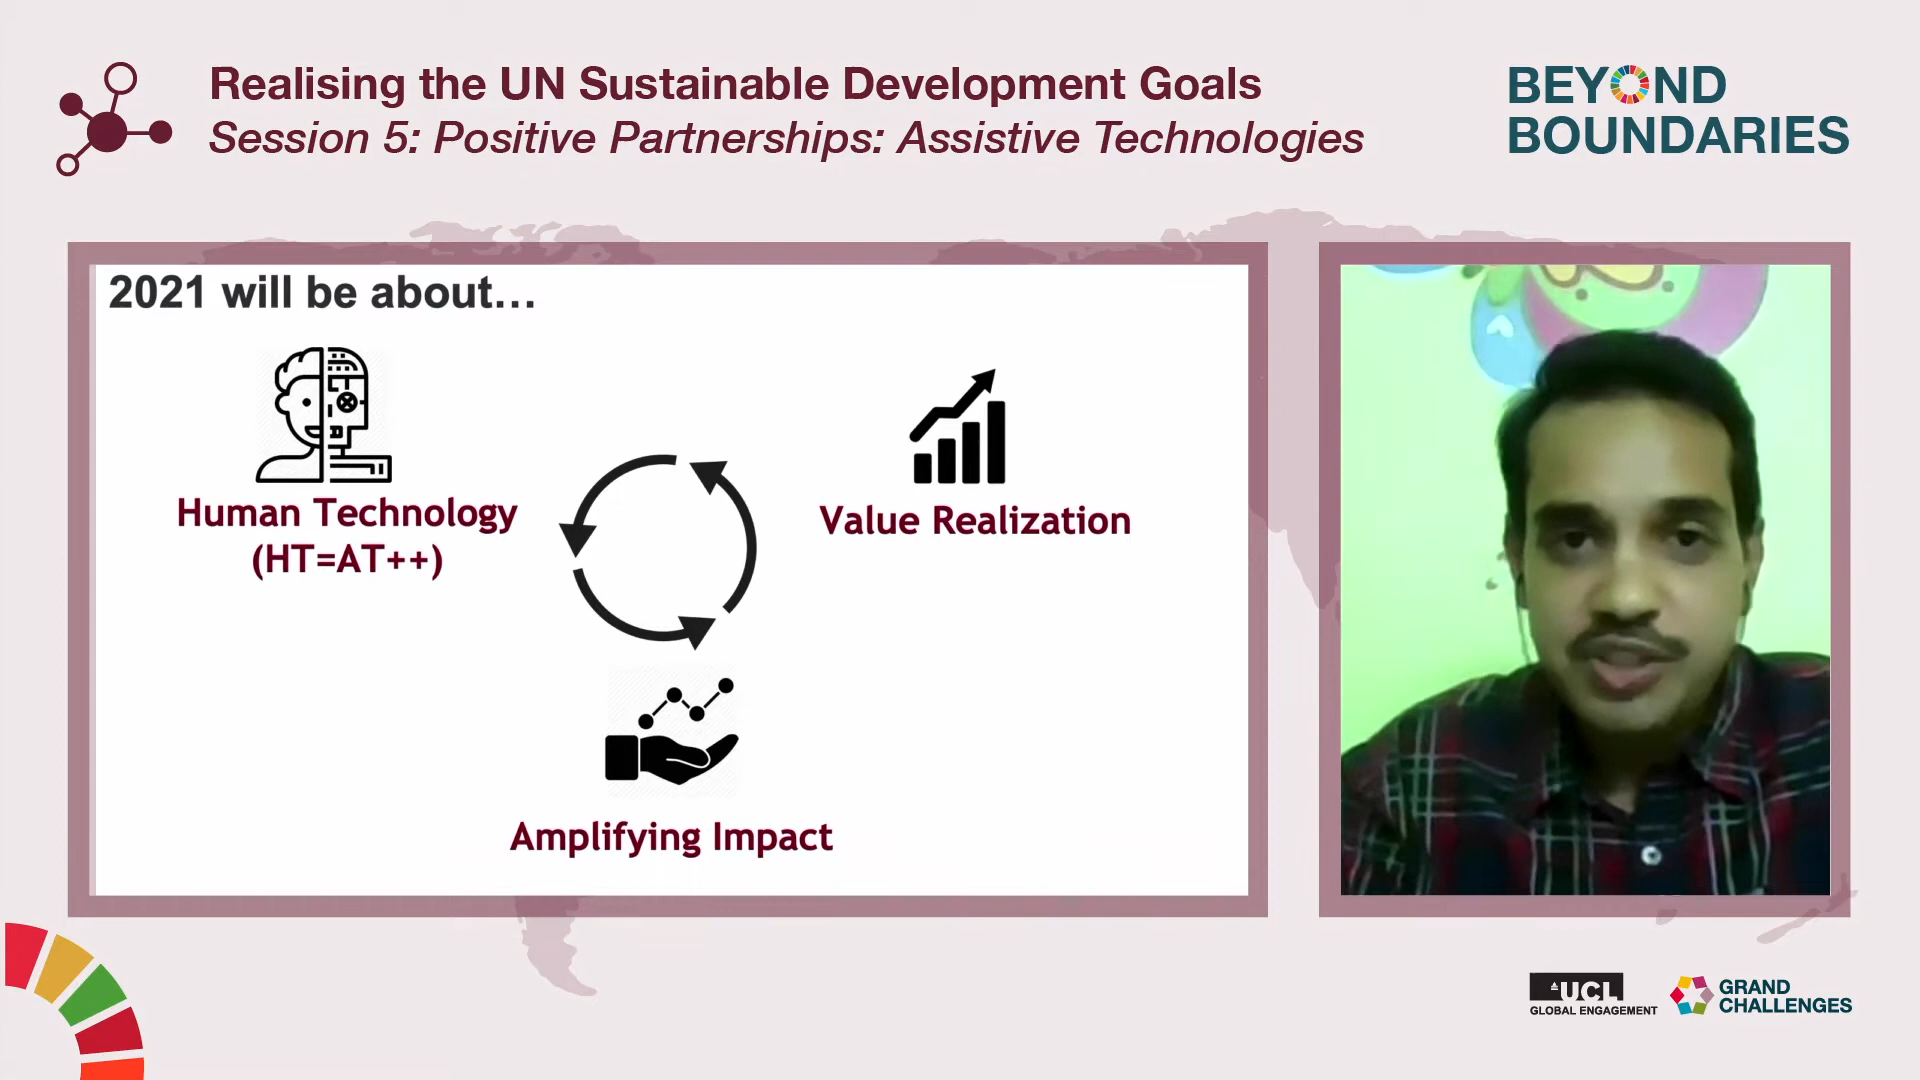 Realising the UN Sustainable Development Goals
Session 5: Positive Partnerships: Assistive Technologies
BEYOND
BOUNDARIES
2021 will be about...
Human Technology
(HT=AT++)
Value Realization
Amplifying Impact
UCL
GLOBAL ENGAGEMENT
GRAND
CHALLENGES